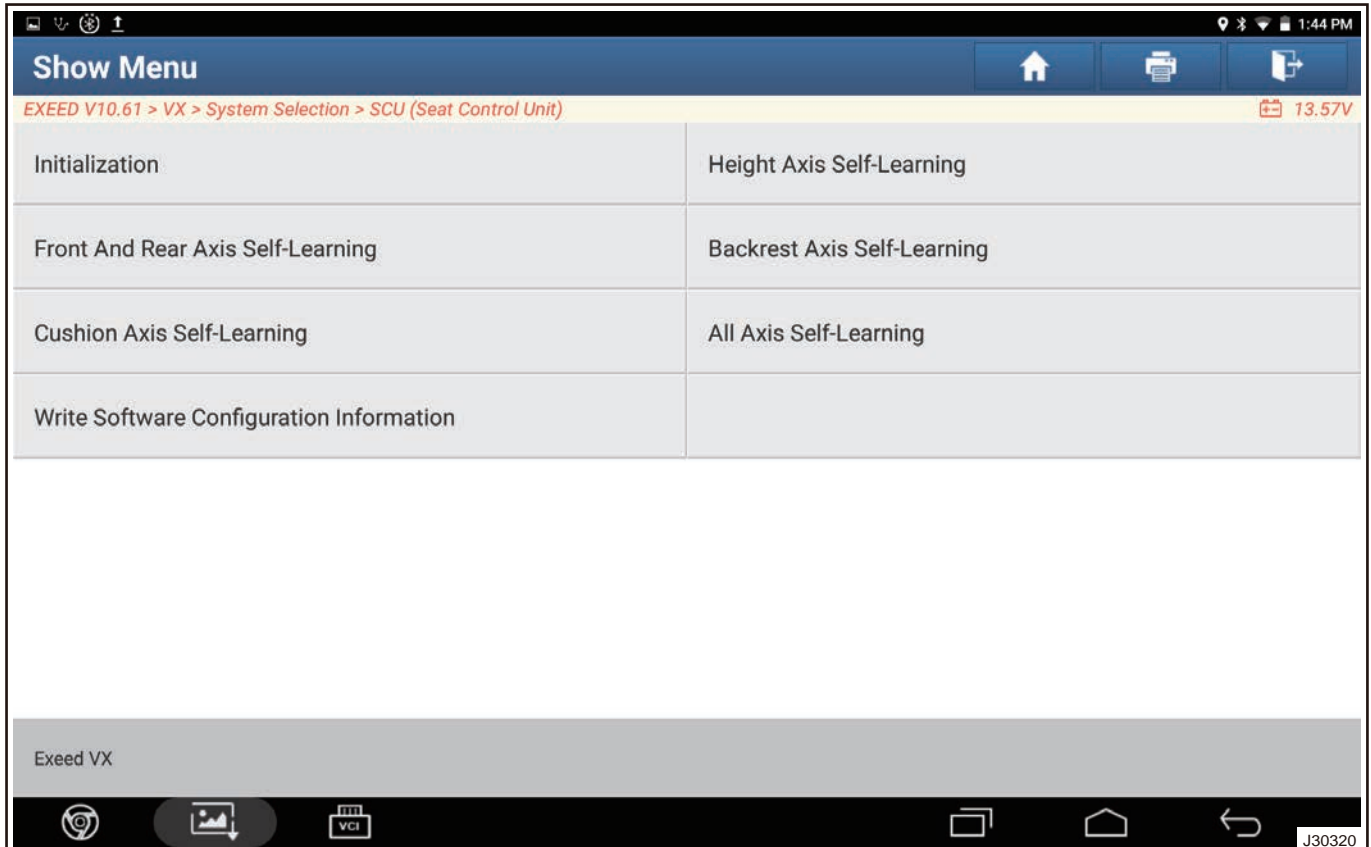 1:44 PM
Show Menu
EXEED V10.61 > VX > System Selection > SCU (Seat Control Unit)
13.57V
Initialization
Height Axis Self-Learning
Front And Rear Axis Self-Learning
Backrest Axis Self-Learning
Cushion Axis Self-Learning
All Axis Self-Learning
Write Software Configuration Information
Exeed VX
VCI
J30320